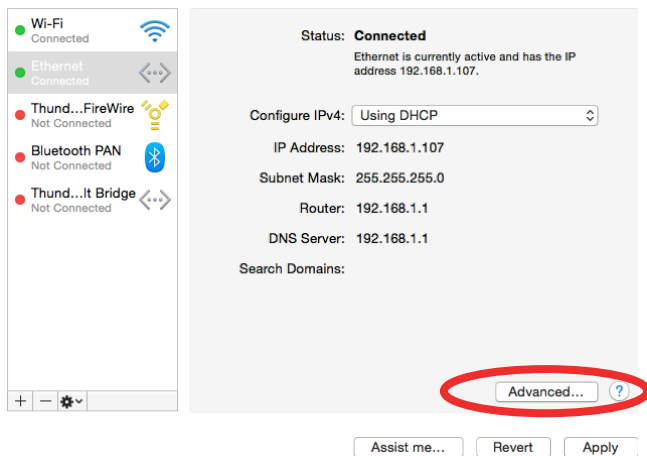 Wi-Fi
Connected
Ethernet
Connected
Thund...FireWire
Not Connected
Bluetooth PAN
Not Connected
Thund...lt Bridge
Not Connected
Status: Connected
Ethernet is currently active and has the IP
address 192.168.1.107.
Configure IPv4: Using DHCP
IP Address: 192.168.1.107
Subnet Mask: 255.255.255.0
Router: 192.168.1.1
DNS Server: 192.168.1.1
Search Domains:
Advanced... ?
Assist me... Revert Apply